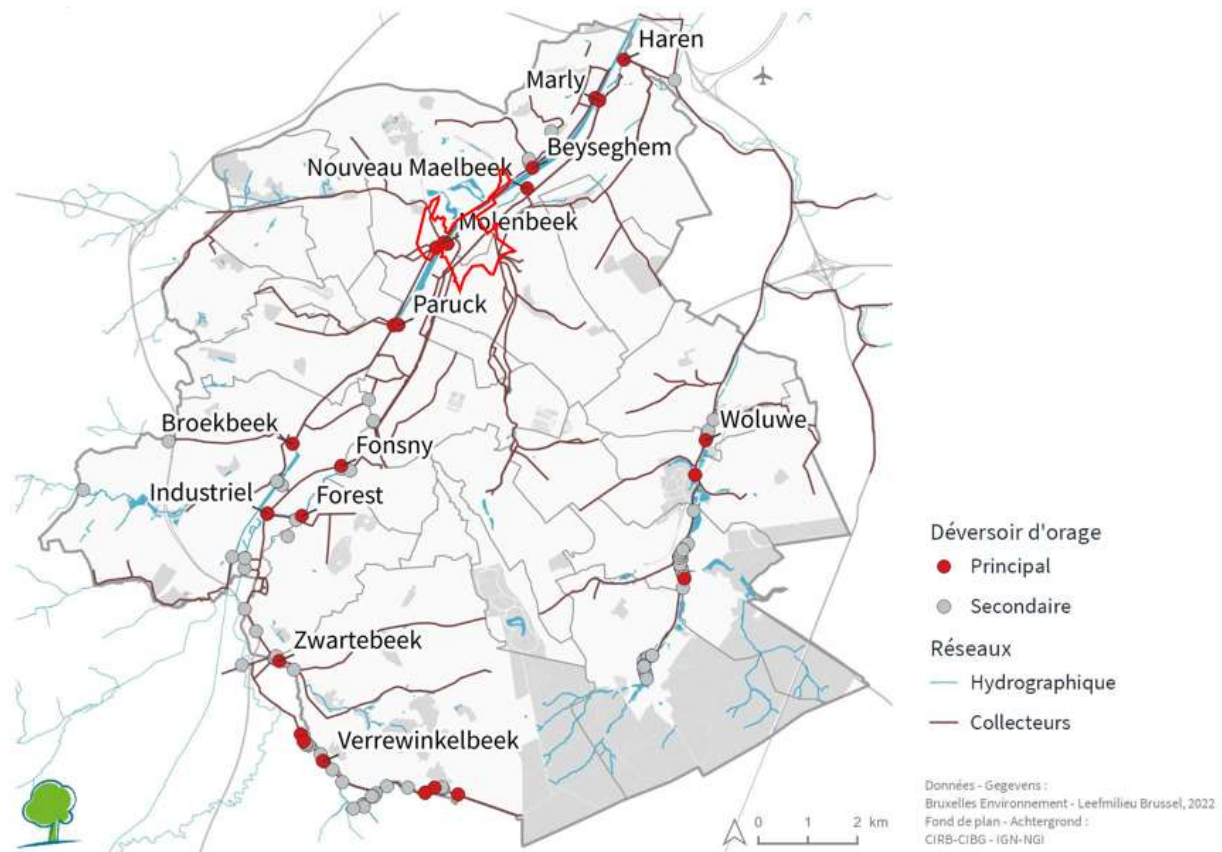 Haren
Marly
Beyseghem
Nouveau Maelbeek
Molenbeek
Paruck
Broekbeek
Fonsny
Woluwe
Industriel
Forest
Zwartebeek
Verrewinkelbeek
Déversoir d'orage
Principal
Secondaire
Réseaux
Hydrographique
Collecteurs
0 1 2 km
Données - Gegevens :
Bruxelles Environnement - Leefmilieu Brussel, 2022
Fond de plan - Achtergrond :
CIRB-CIBG - IGN-NGI